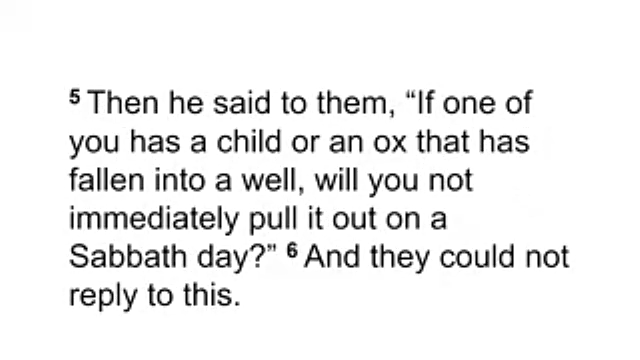 5 Then he said to them, “If one of
you has a child or an ox that has
fallen into a well, will you not
immediately pull it out on a
Sabbath day?” 6 And they could not
reply to this.